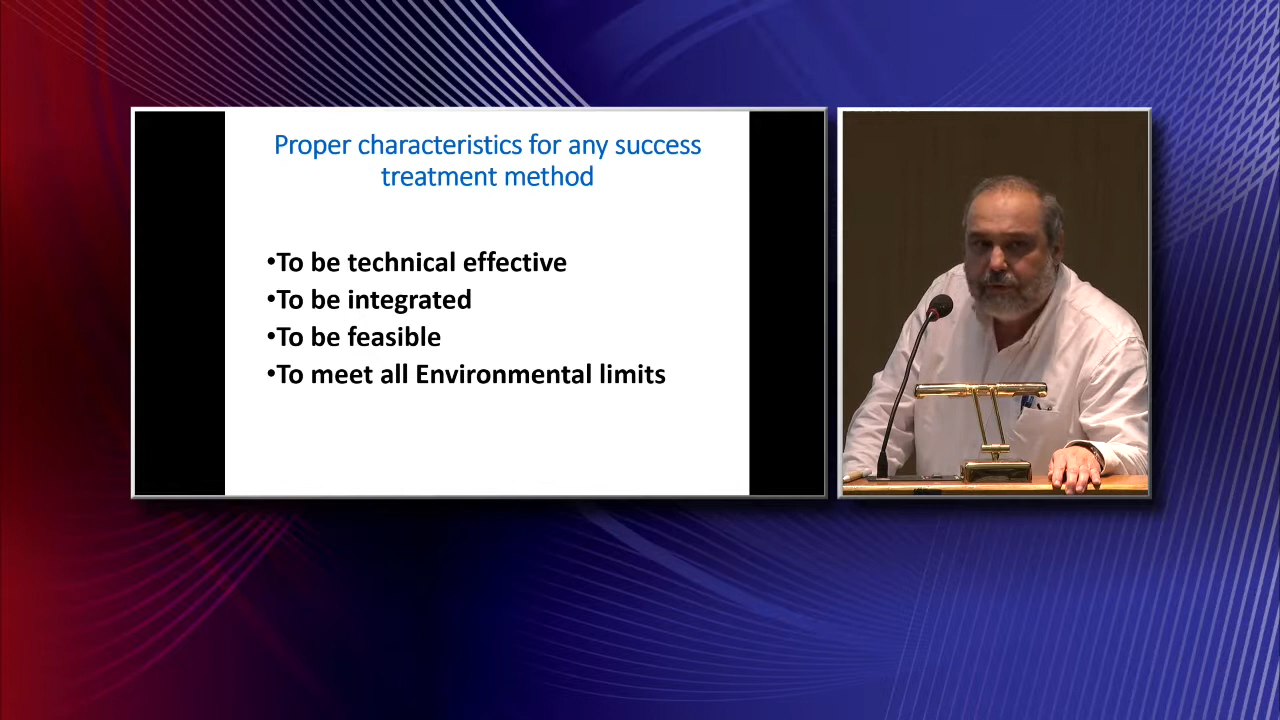 Proper characteristics for any success
treatment method
•To be technical effective
•To be integrated
•To be feasible
•To meet all Environmental limits